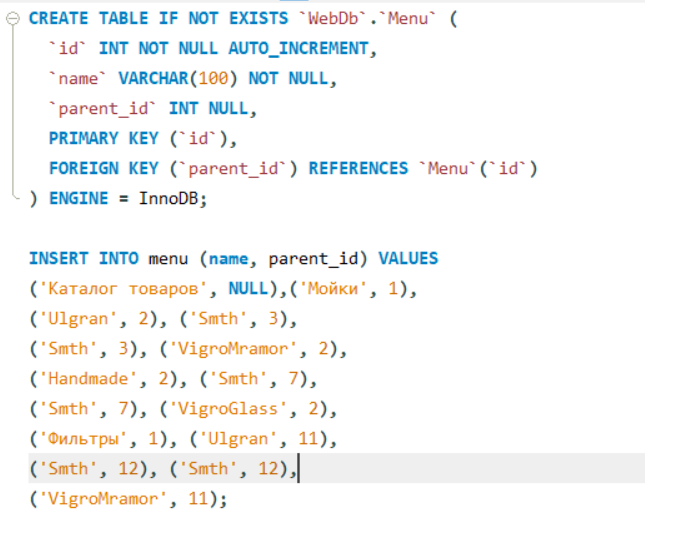 CREATE TABLE IF NOT EXISTS `WebDb`.`Menu` (
`id` INT NOT NULL AUTO_INCREMENT,
`name` VARCHAR(100) NOT NULL,
`parent_id` INT NULL,
PRIMARY KEY (`id`),
FOREIGN KEY (`parent_id`) REFERENCES `Menu`(`id`)
) ENGINE = InnoDB;
INSERT INTO menu (name, parent_id) VALUES
('Каталог товаров', NULL),('Мойки', 1),
('Ulgran', 2), ('Smth', 3),
('Smth', 3), ('VigroMramor', 2),
('Handmade', 2), ('Smth', 7),
('Smth', 7), ('VigroGlass', 2),
('Фильтры', 1), ('Ulgran', 11),
('Smth', 12), ('Smth', 12),
('VigroMramor', 11);